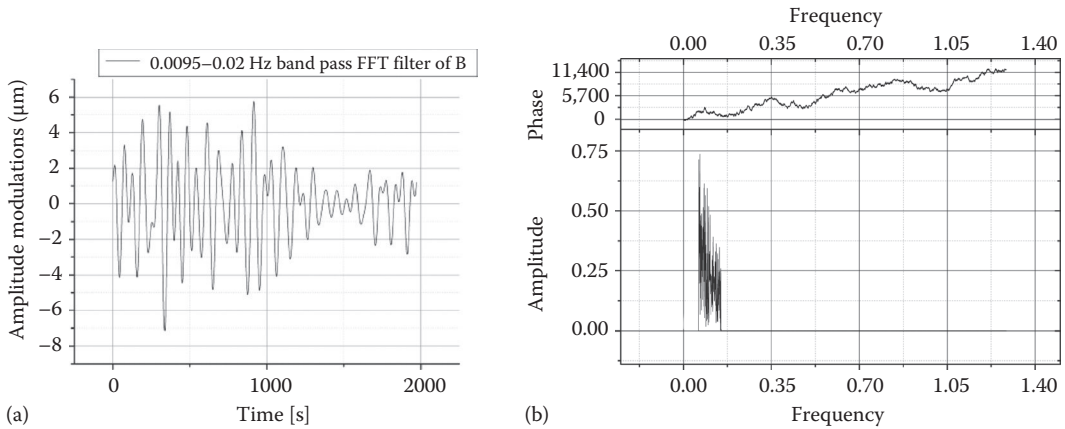 0.0095–0.02 Hz band pass FFT filter of B
Amplitude modulations (μm)
6
4
2
0
−2
−4
−6
−8
0 1000 2000
(a) Time [s]
Frequency
0.00 0.35 0.70 1.05 1.40
Phase
11,400
5,700
0
Amplitude
0.75
0.50
0.25
0.00
0.00 0.35 0.70 1.05 1.40
(b) Frequency